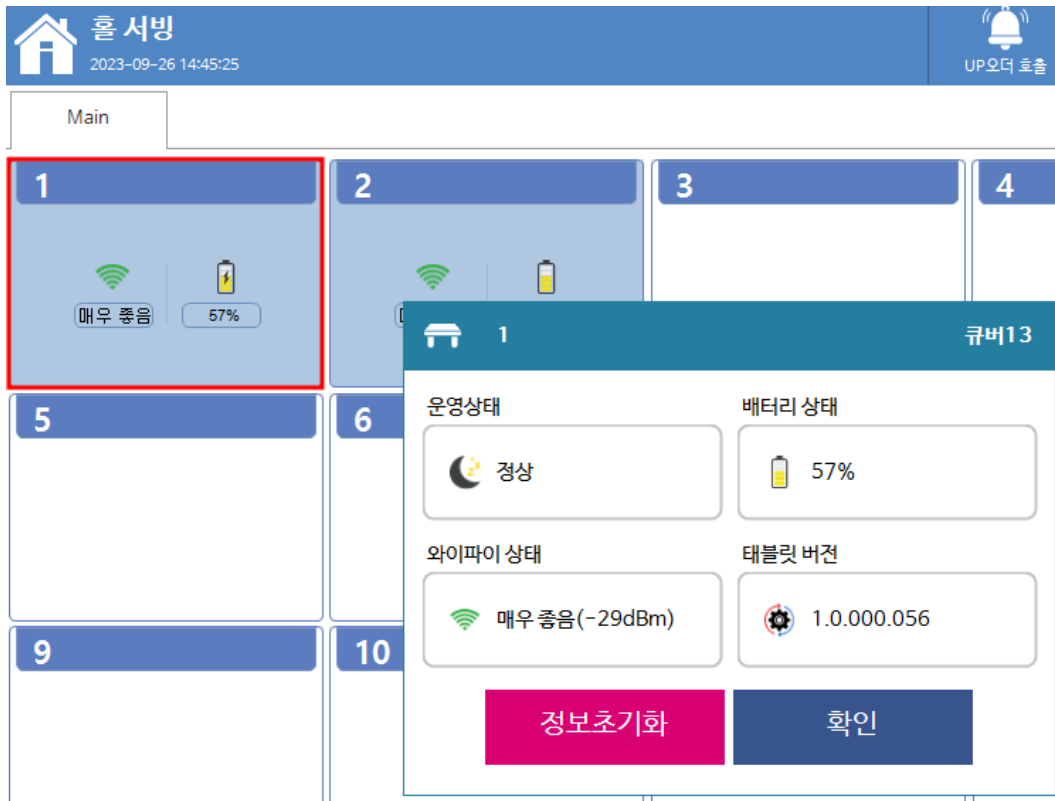 홀 서빙
2023-09-26 14:45:25
UP오더 호출
Main
1
2
3
4
매우 좋음
57%
1
큐버13
5
6
운영상태
배터리 상태
정상
57%
와이파이 상태
태블릿 버전
매우 좋음(-29dBm)
1.0.000.056
9
10
정보초기화
확인